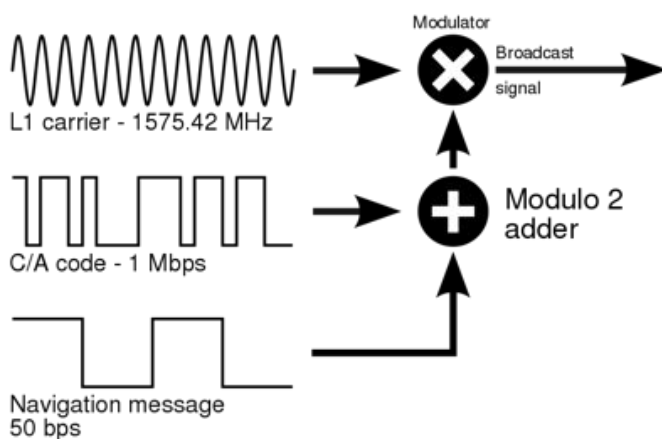 Modulator
Broadcast
signal
L1 carrier - 1575.42 MHz
C/A code - 1 Mbps
Modulo 2
adder
Navigation message
50 bps